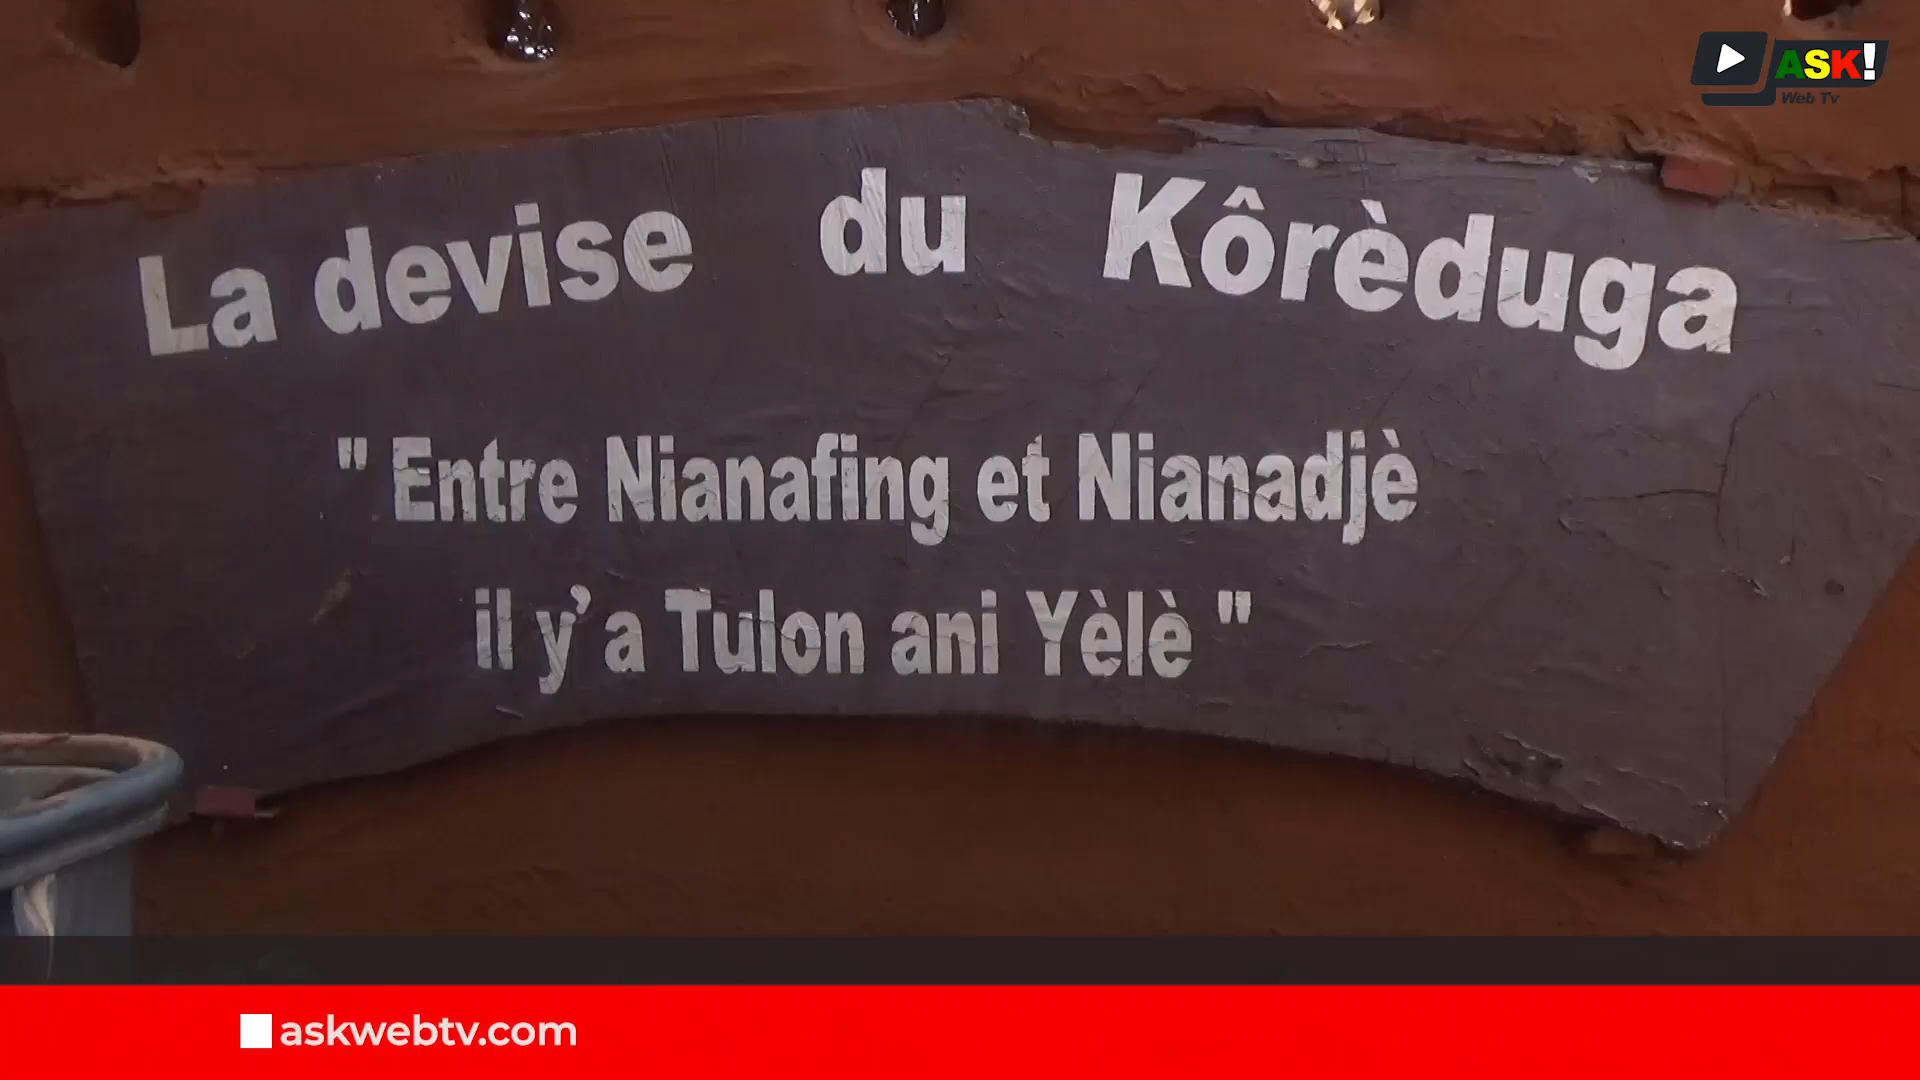 ASK!
Web Tv
La devise du Kôrèduga
" Entre Nianafing et Nianadjè
il y'a Tulon ani Yèlè "
askwebtv.com